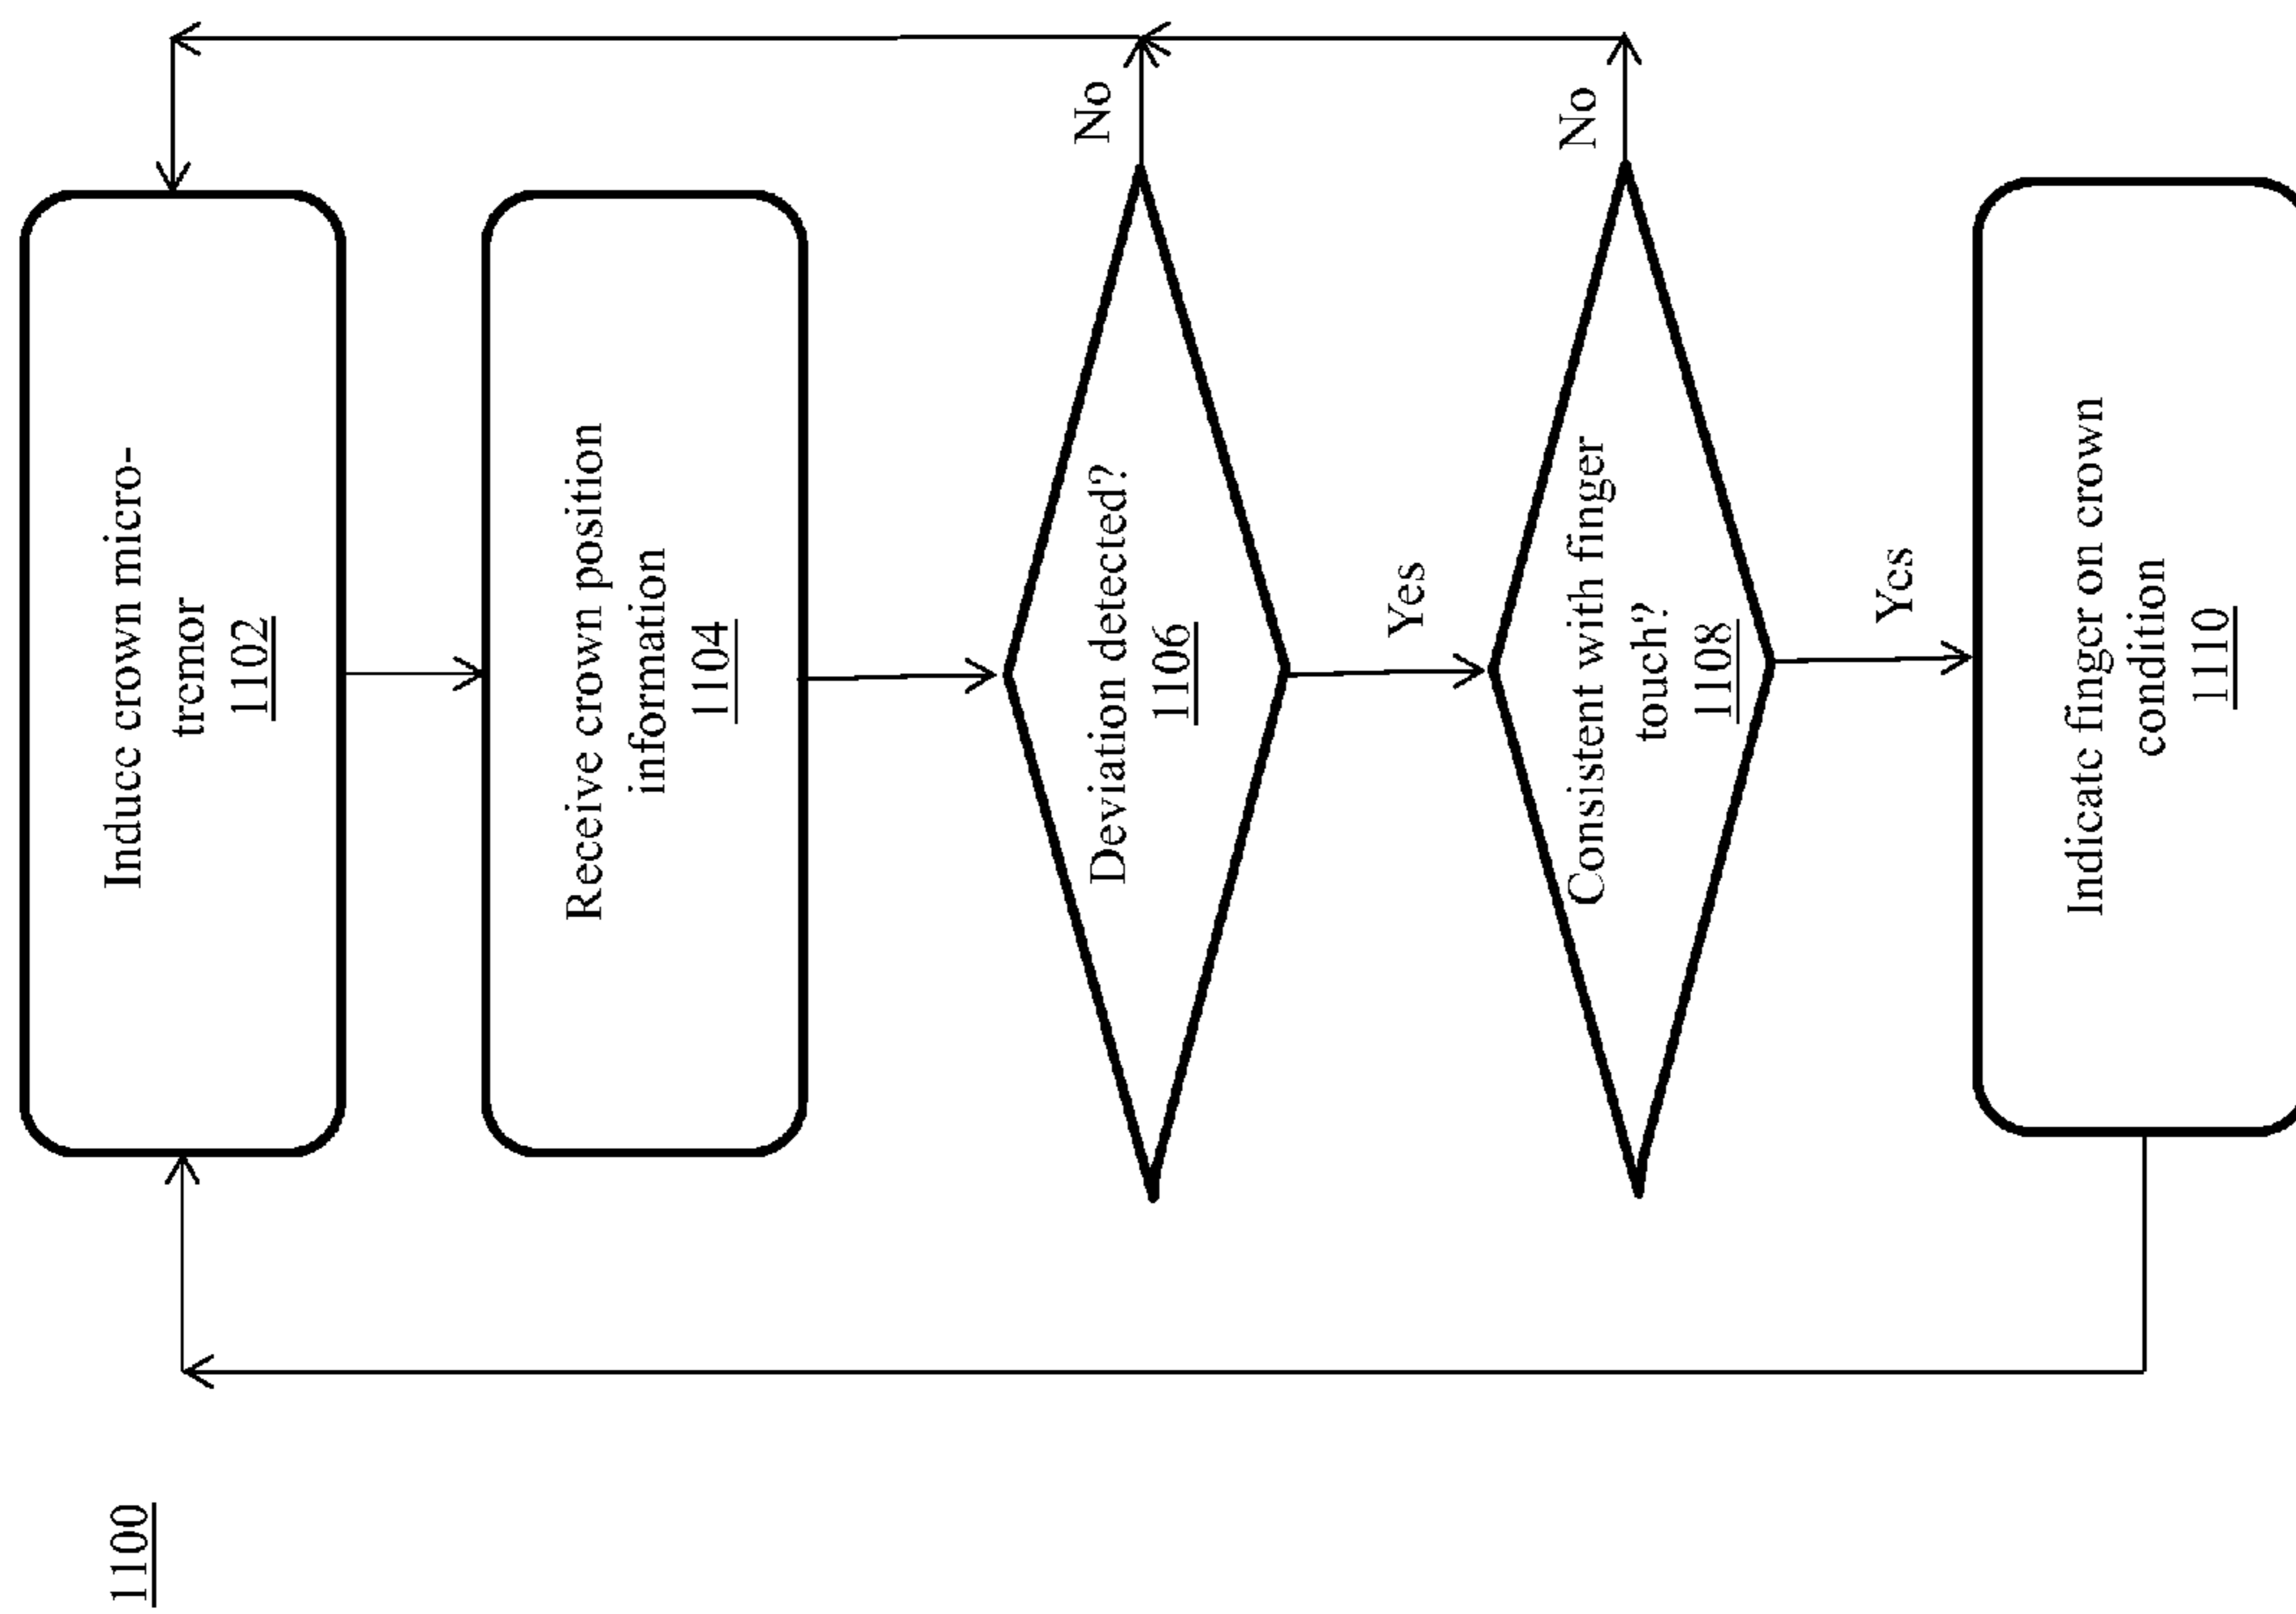 1100
Induce crown micro-
tremor
1102
Receive crown position
information
1104
Deviation detected?
1106
No
Yes
Consistent with finger
touch?
1108
No
Yes
Indicate finger on crown
condition
1110